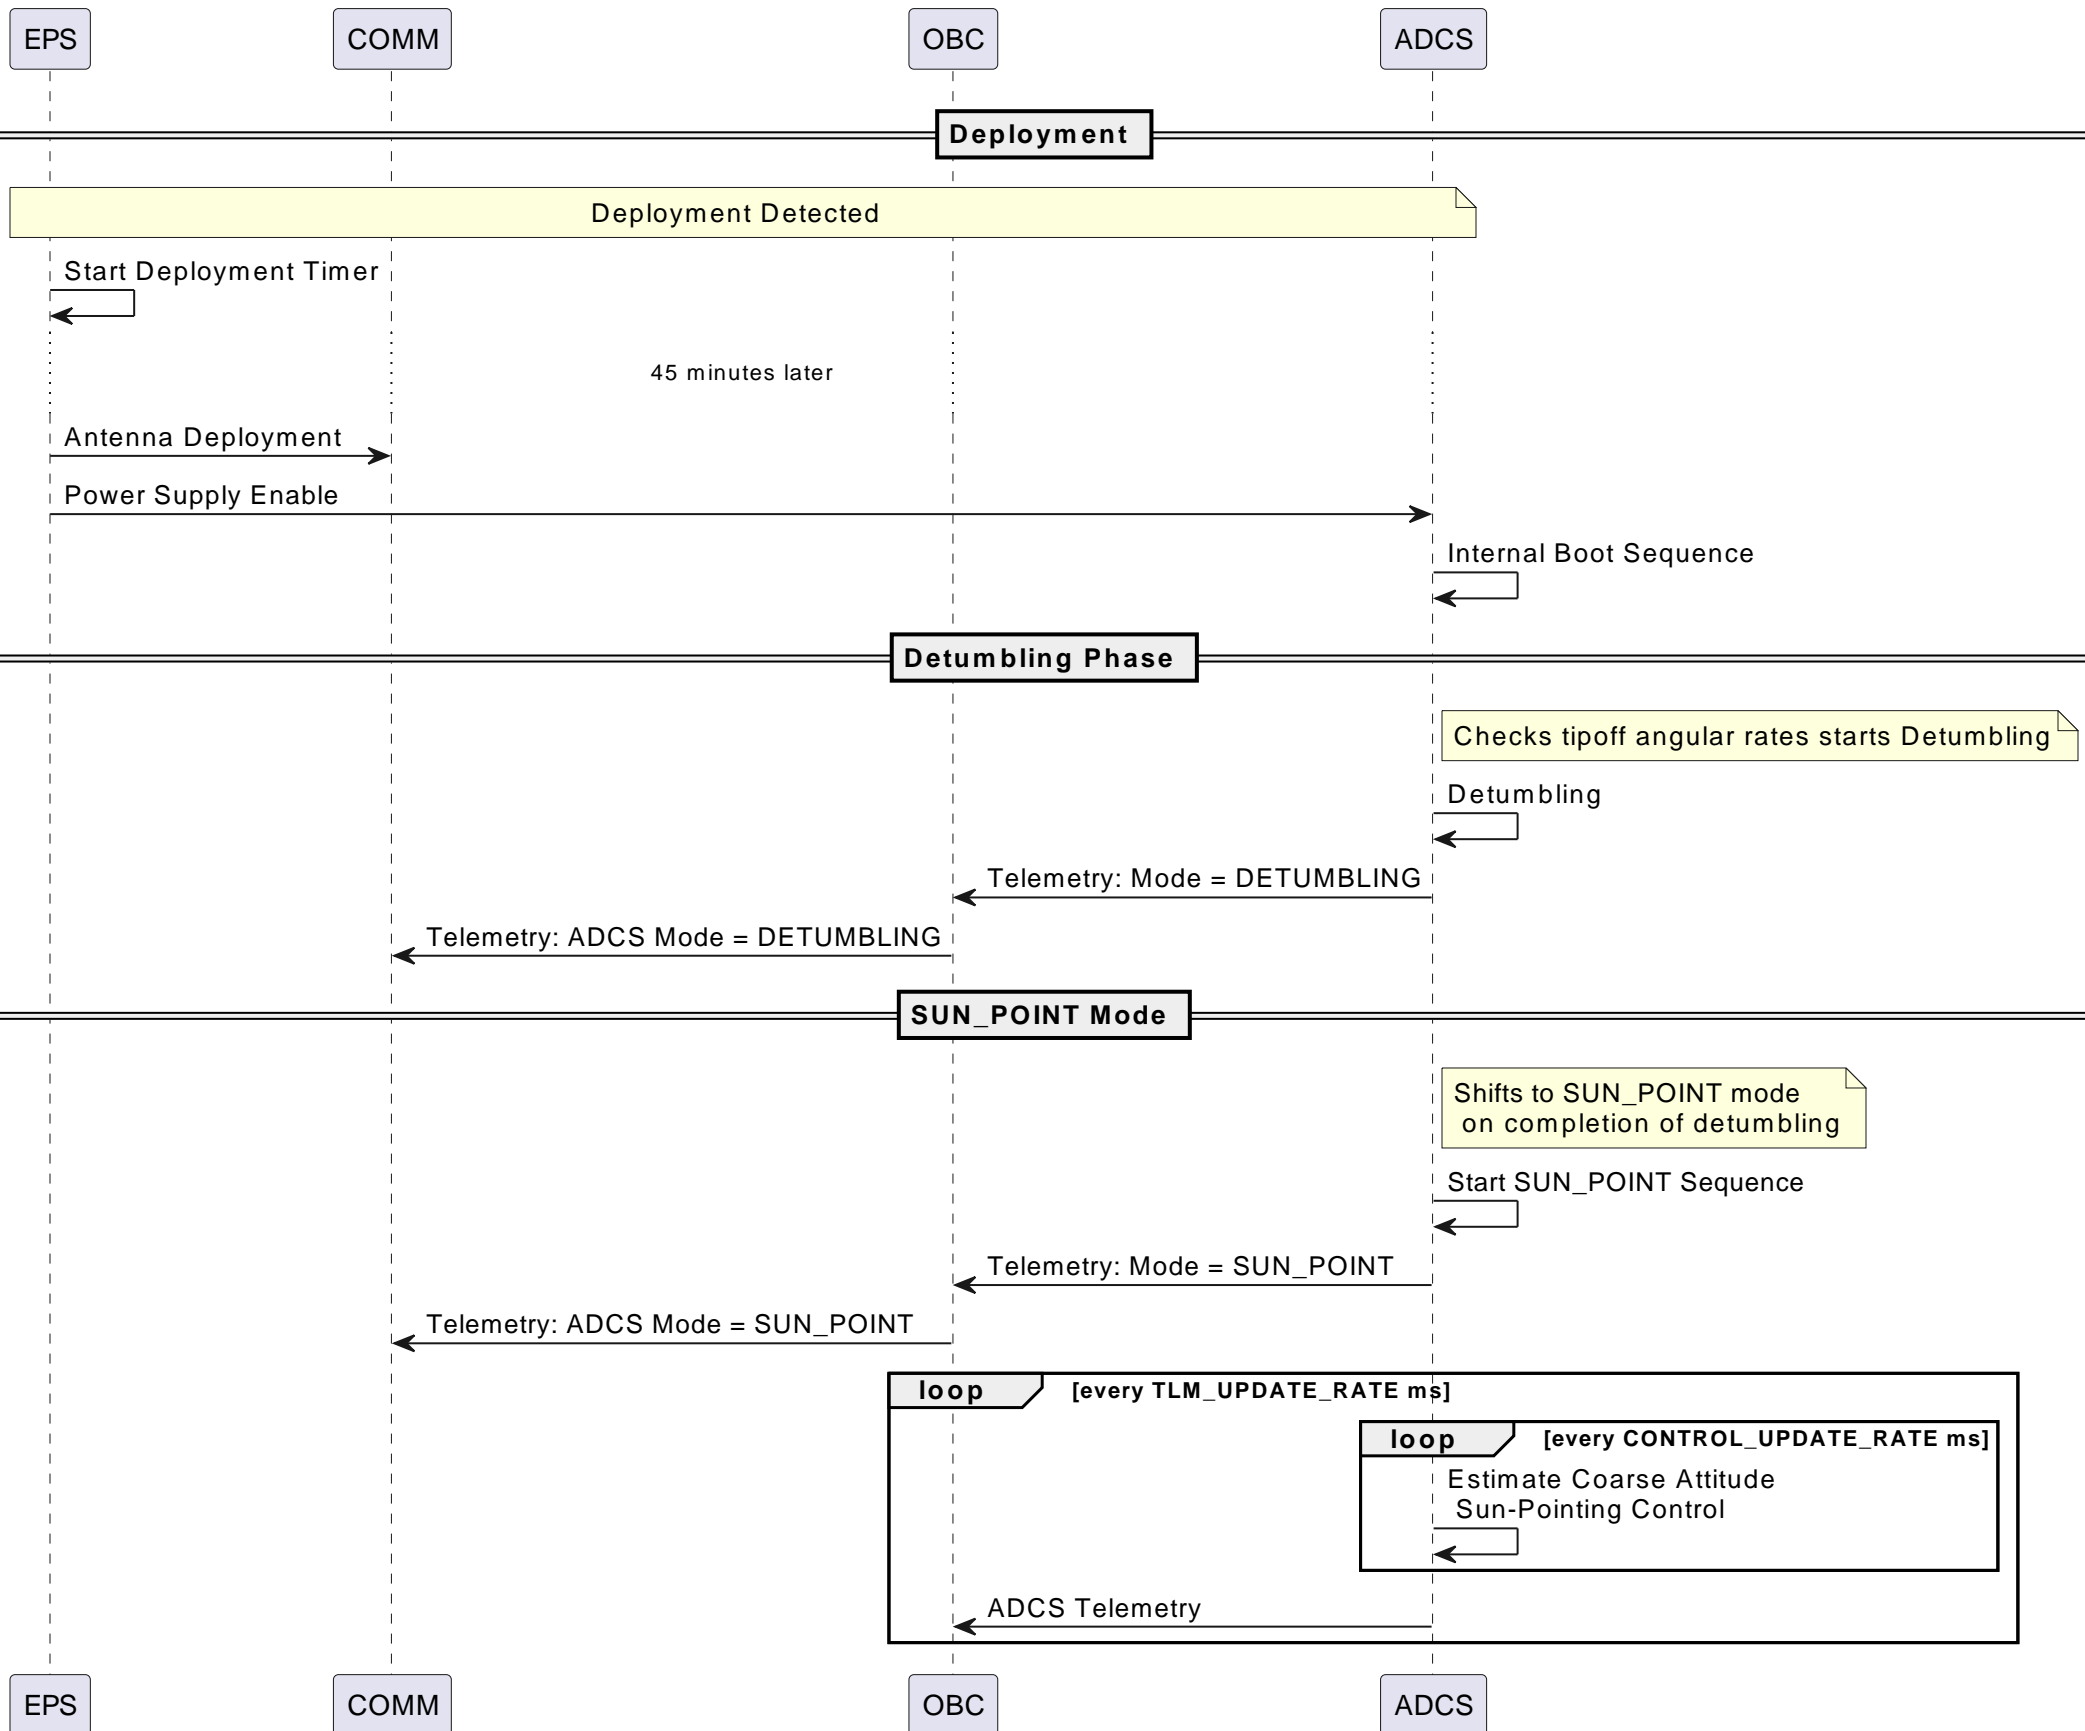 EPS
COMM
OBC
ADCS
Deployment
Deployment Detected
Start Deployment Timer
45 minutes later
Antenna Deployment
Power Supply Enable
Internal Boot Sequence
Detumbling Phase
Checks tipoff angular rates starts Detumbling
Detumbling
Telemetry: Mode = DETUMBLING
Telemetry: ADCS Mode = DETUMBLING
SUN_POINT Mode
Shifts to SUN_POINT mode
on completion of detumbling
Start SUN_POINT Sequence
Telemetry: Mode = SUN_POINT
Telemetry: ADCS Mode = SUN_POINT
loop [every TLM_UPDATE_RATE ms]
loop [every CONTROL_UPDATE_RATE ms]
Estimate Coarse Attitude
Sun-Pointing Control
ADCS Telemetry
EPS
COMM
OBC
ADCS